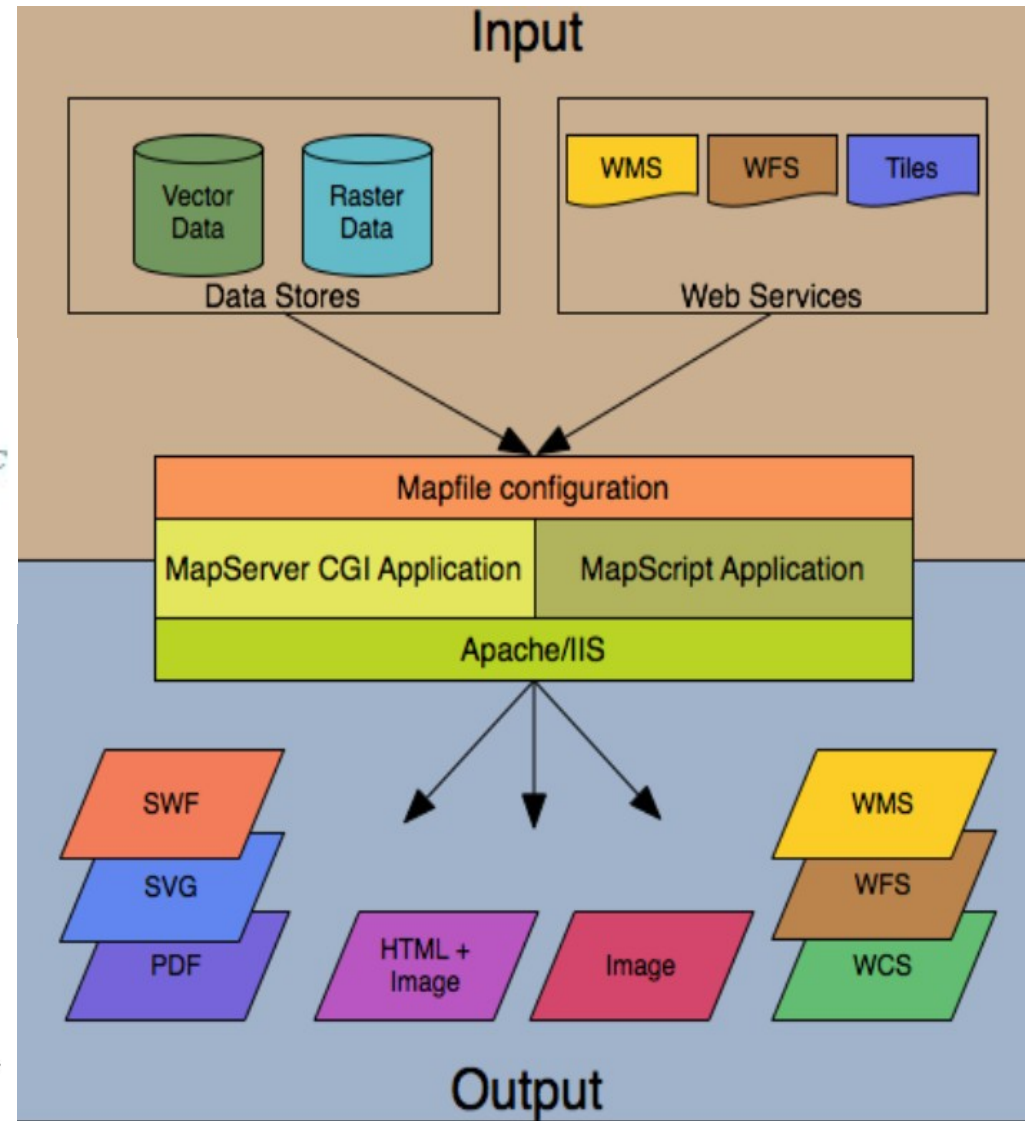 Input
Vector
Data
Raster
Data
Data Stores
WMS
WFS
Tiles
Web Services
Mapfile configuration
MapServer CGI Application
MapScript Application
Apache/IIS
SWF
SVG
PDF
HTML +
Image
Image
WMS
WFS
WCS
Output